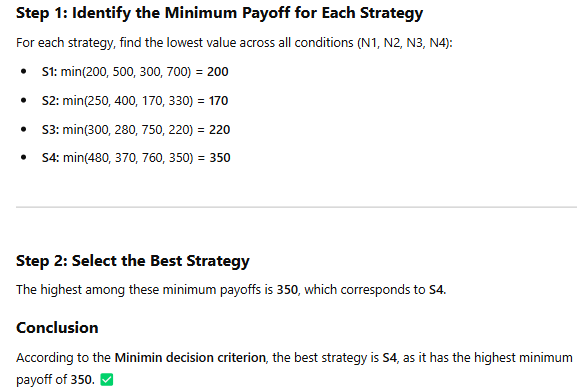 Step 1: Identify the Minimum Payoff for Each Strategy
For each strategy, find the lowest value across all conditions (N1, N2, N3, N4):
• S1: min(200, 500, 300, 700) = 200
• S2: min(250, 400, 170, 330) = 170
• S3: min(300, 280, 750, 220) = 220
• S4: min(480, 370, 760, 350) = 350
Step 2: Select the Best Strategy
The highest among these minimum payoffs is 350, which corresponds to S4.
Conclusion
According to the Minimin decision criterion, the best strategy is S4, as it has the highest minimum
payoff of 350. ✅